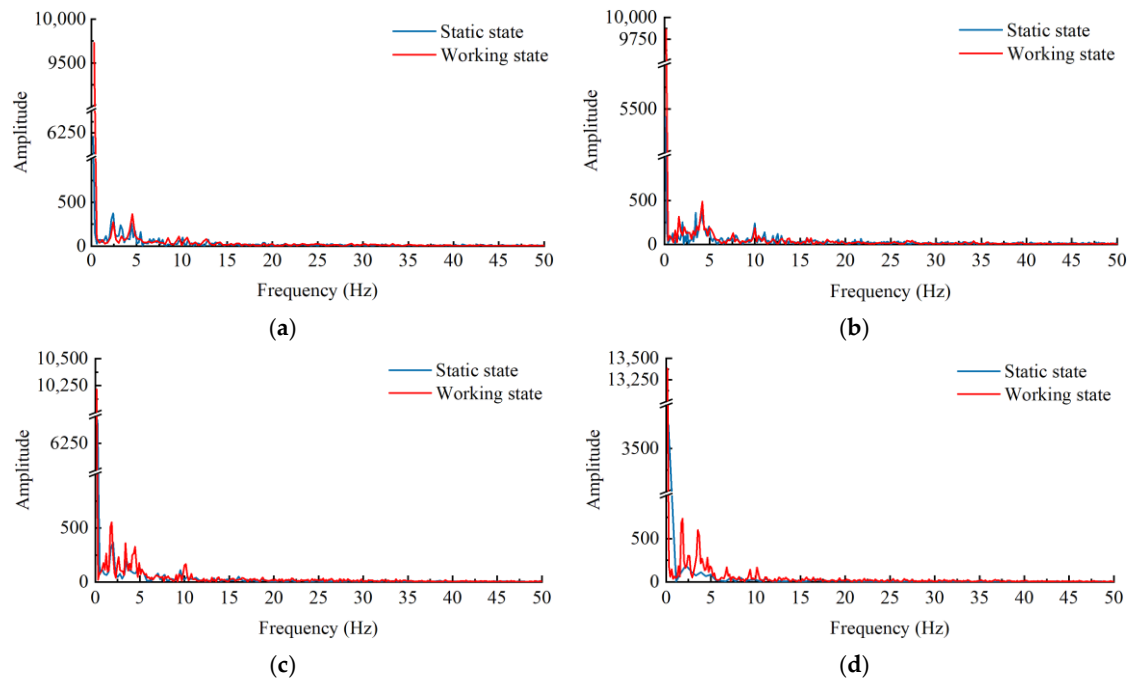 10,000
9500
6250
500
0
Amplitude
Static state
Working state
0 5 10 15 20 25 30 35 40 45 50
Frequency (Hz)
(a)
10,000
9750
5500
500
0
Amplitude
Static state
Working state
0 5 10 15 20 25 30 35 40 45 50
Frequency (Hz)
(b)
10,500
10,250
6250
500
0
Amplitude
Static state
Working state
0 5 10 15 20 25 30 35 40 45 50
Frequency (Hz)
(c)
13,500
13,250
3500
500
0
Amplitude
Static state
Working state
0 5 10 15 20 25 30 35 40 45 50
Frequency (Hz)
(d)